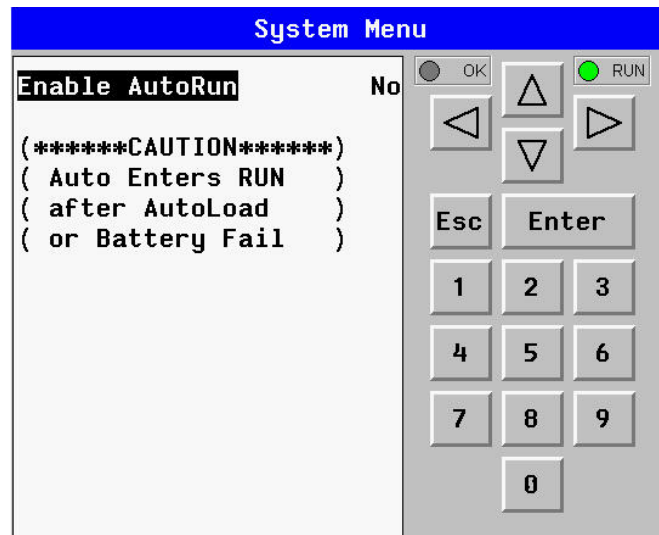 System Menu
Enable AutoRun No
(******CAUTION******)
( Auto Enters RUN )
( after AutoLoad )
( or Battery Fail )
OK
RUN
Esc
Enter
1 2 3
4 5 6
7 8 9
0